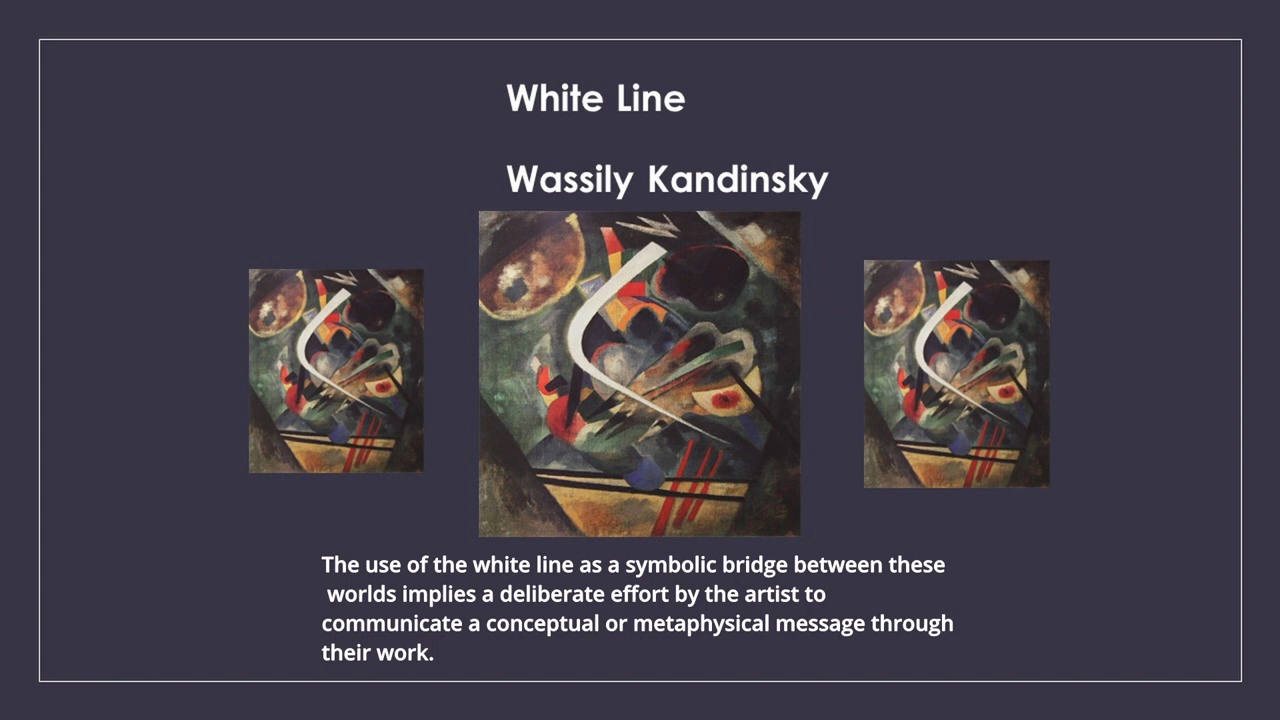 White Line
Wassily Kandinsky
The use of the white line as a symbolic bridge between these
worlds implies a deliberate effort by the artist to
communicate a conceptual or metaphysical message through
their work.